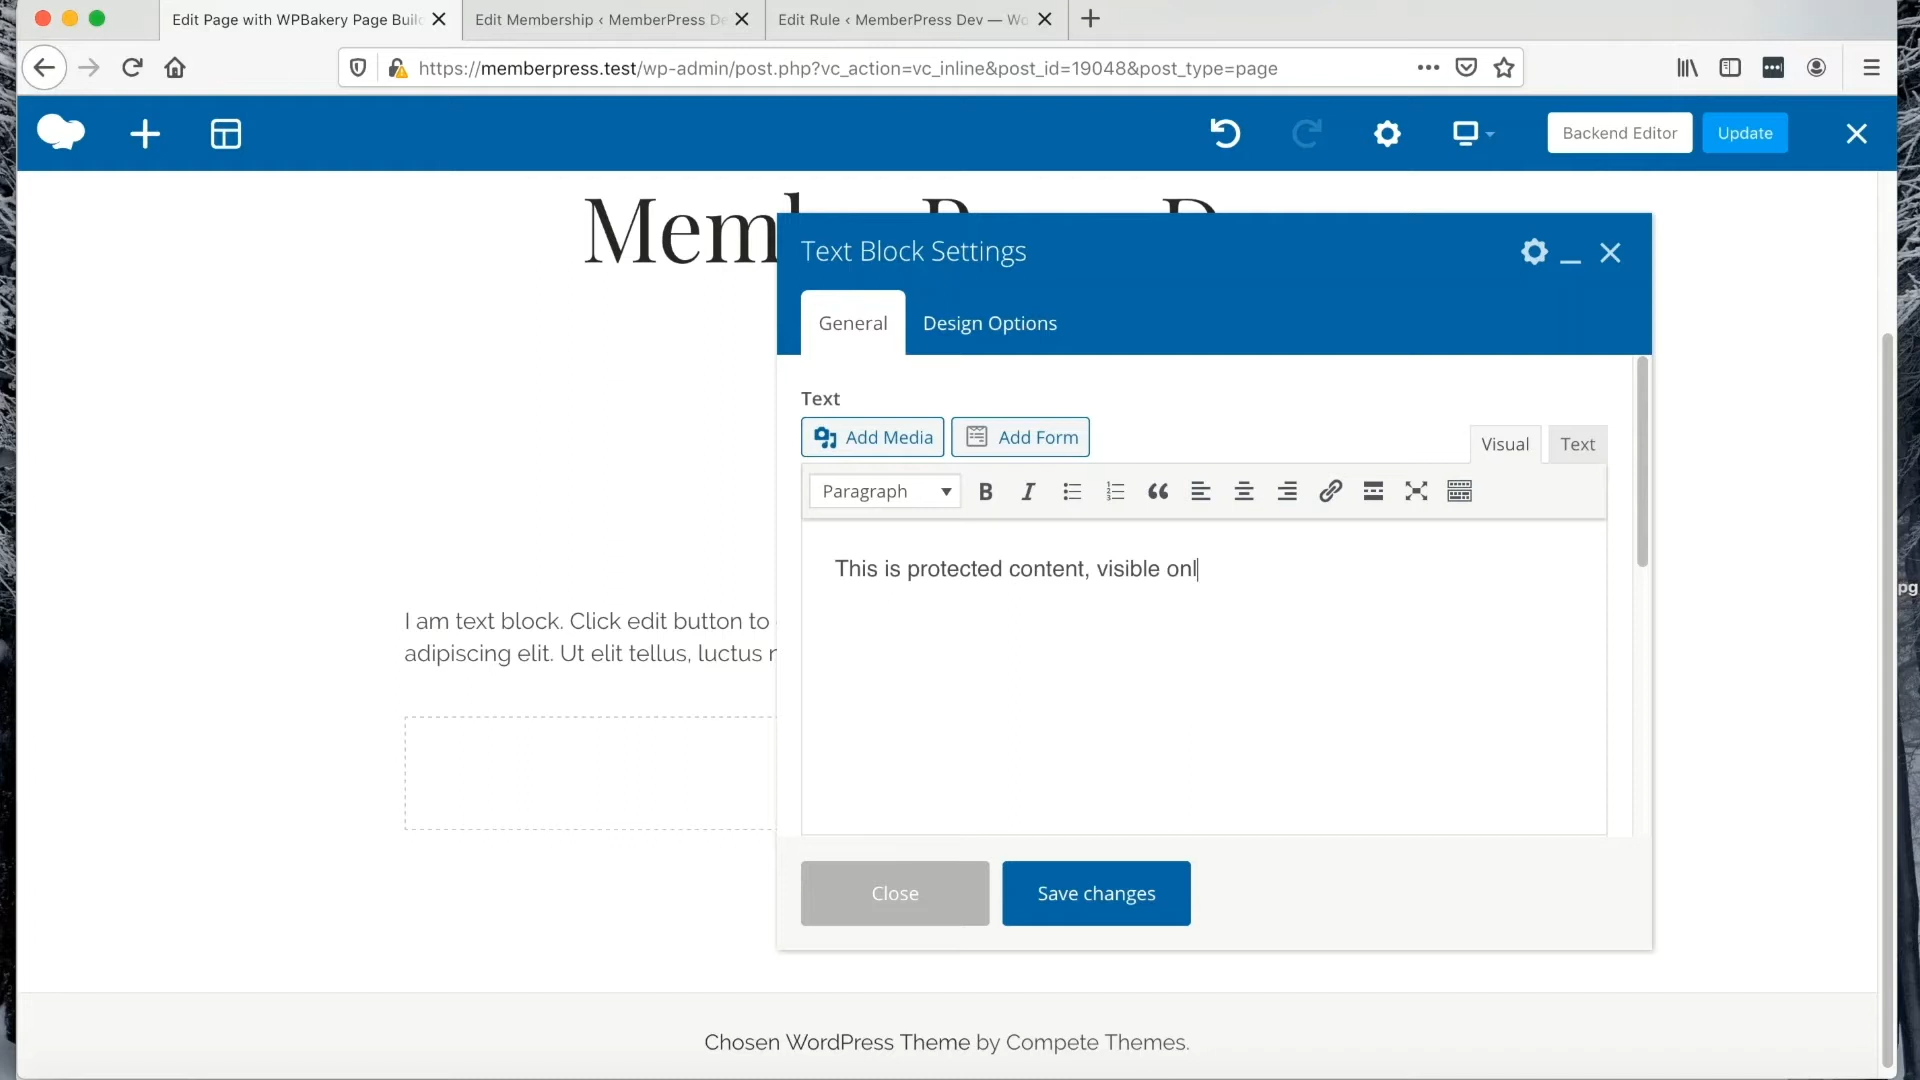 Edit Page with WPBakery Page Buil
Edit Membership ‹ MemberPress De
Edit Rule ‹ MemberPress Dev — Wo
https://memberpress.test/wp-admin/post.php?vc_action=vc_inline&post_id=19048&post_type=page
Backend Editor
Update
Text Block Settings
General
Design Options
Text
Add Media
Add Form
Visual
Text
Paragraph
This is protected content, visible onl
I am text block. Click edit button to
adipiscing elit. Ut elit tellus, luctus
pg
Close
Save changes
Chosen WordPress Theme by Compete Themes.